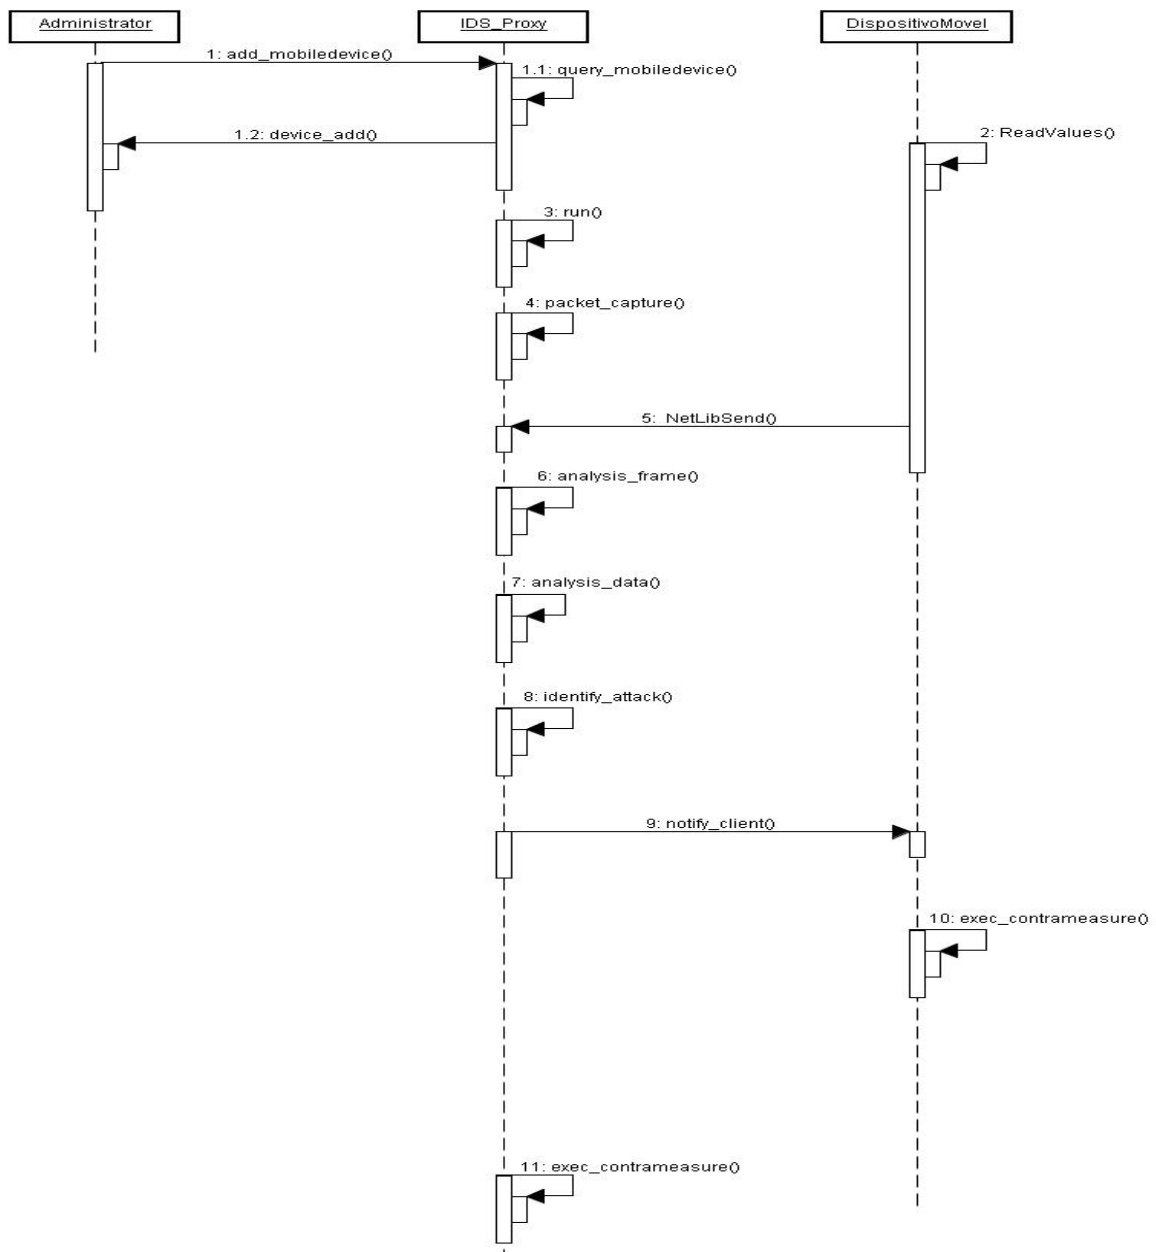 Administrator
IDS_Proxy
DispositivoMovel
1: add_mobiledevice()
1.1: query_mobiledevice()
1.2: device_add()
2: ReadValues()
3: run()
4: packet_capture()
5: NetLibSend()
6: analysis_frame()
7: analysis_data()
8: identify_attack()
9: notify_client()
10: exec_contrameasure()
11: exec_contrameasure()